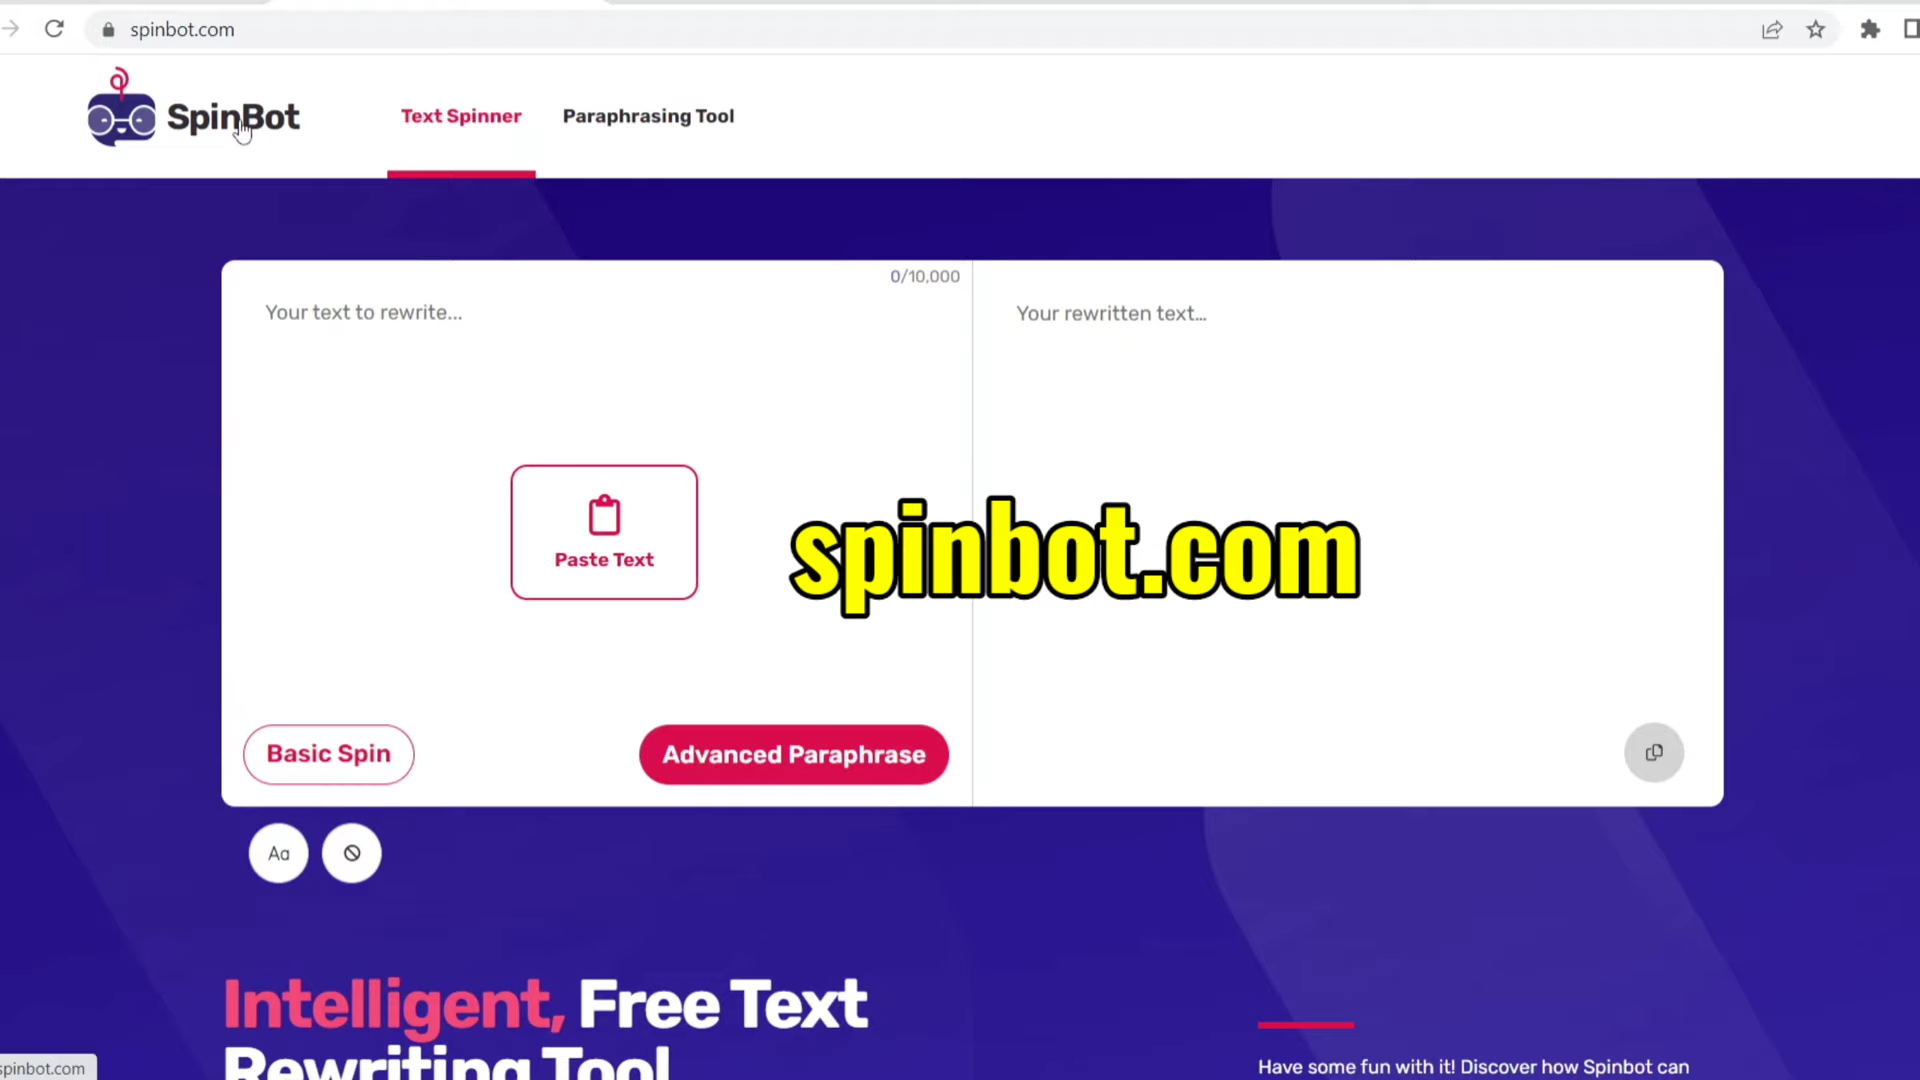 spinbot.com
SpinBot
Text Spinner
Paraphrasing Tool
0/10,000
Your text to rewrite...
Your rewritten text...
Paste Text
spinbot.com
Basic Spin
Advanced Paraphrase
Aa
Intelligent, Free Text
Rewriting Tool
Have some fun with it! Discover how Spinbot can
spinbot.com